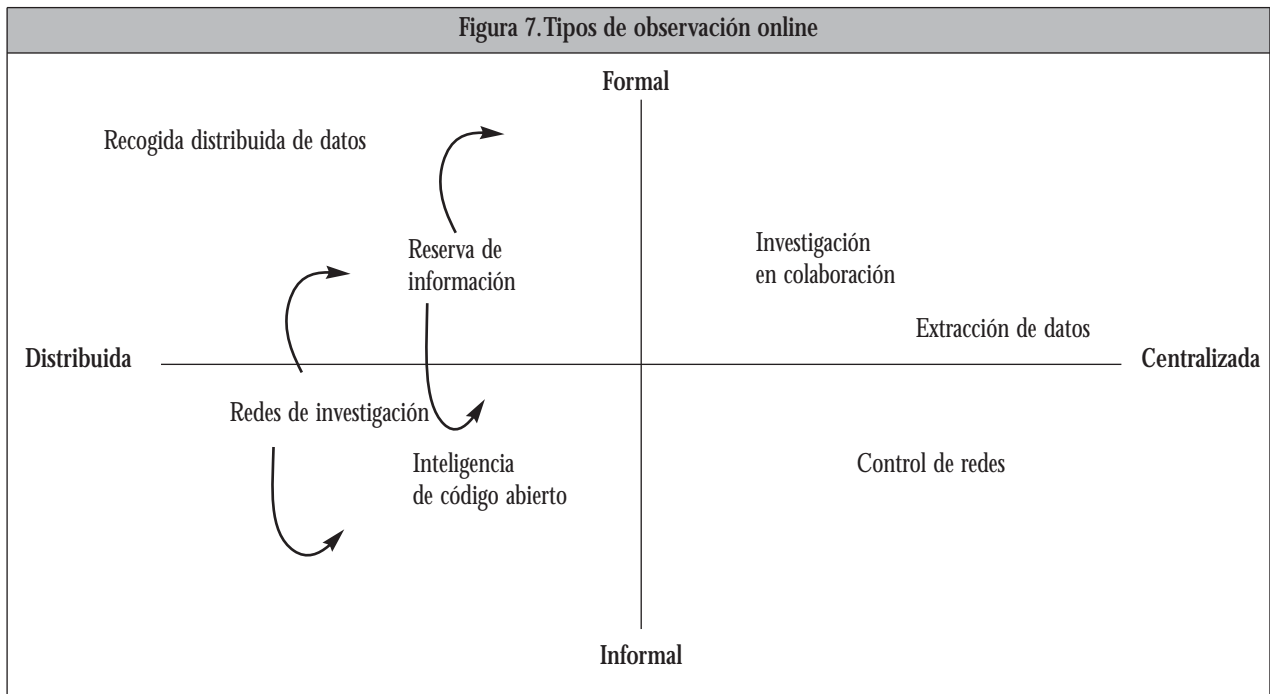 Figura 7.Tipos de observación online
Formal
Recogida distribuida de datos
Reserva de
información
Investigación
en colaboración
Extracción de datos
Distribuida
Centralizada
Redes de investigación
Inteligencia
de código abierto
Control de redes
Informal